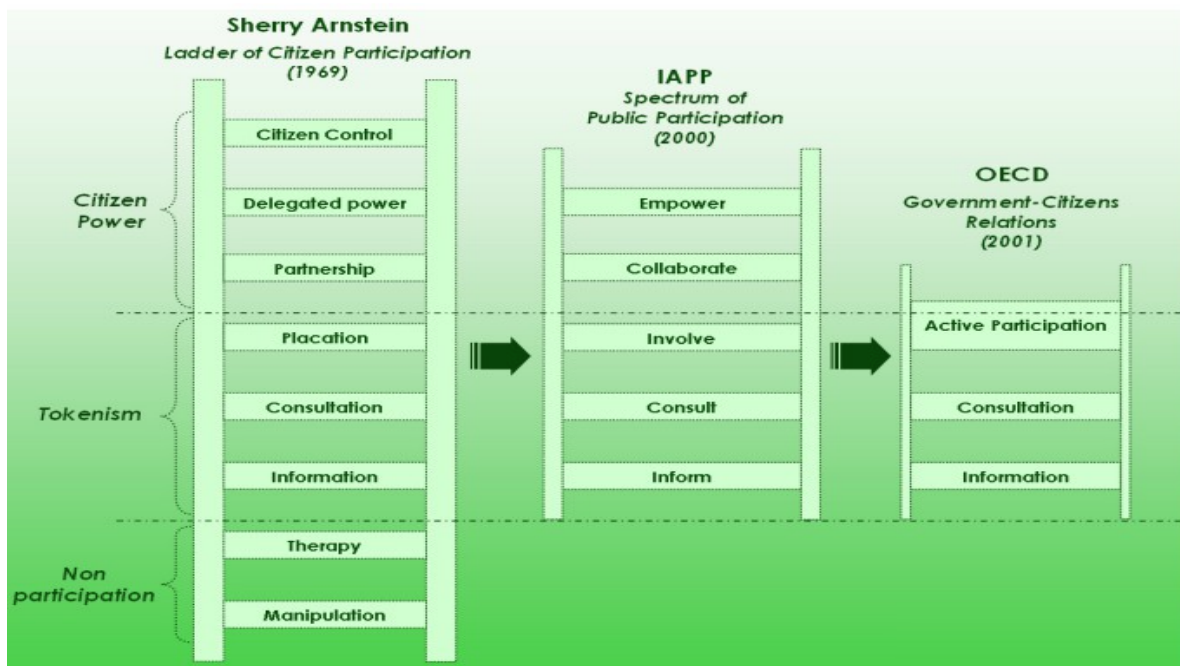 Sherry Arnstein
Ladder of Citizen Participation
(1969)
Citizen Power
Citizen Control
Delegated power
Partnership
Tokenism
Placation
Consultation
Information
Non
participation
Therapy
Manipulation
IAPP
Spectrum of
Public Participation
(2000)
Empower
Collaborate
Involve
Consult
Inform
OECD
Government-Citizens
Relations
(2001)
Active Participation
Consultation
Information